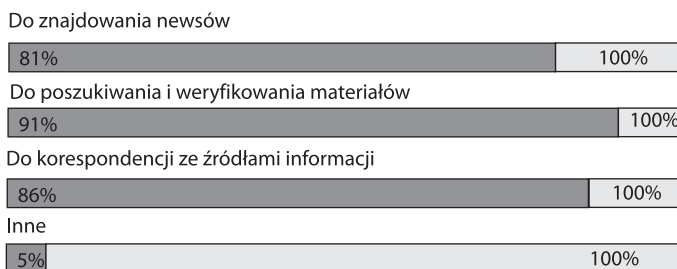 Do znajdowania newsów
81% 100%
Do poszukiwania i weryfikowania materiałów
91% 100%
Do korespondencji ze źródłami informacji
86% 100%
Inne
5% 100%